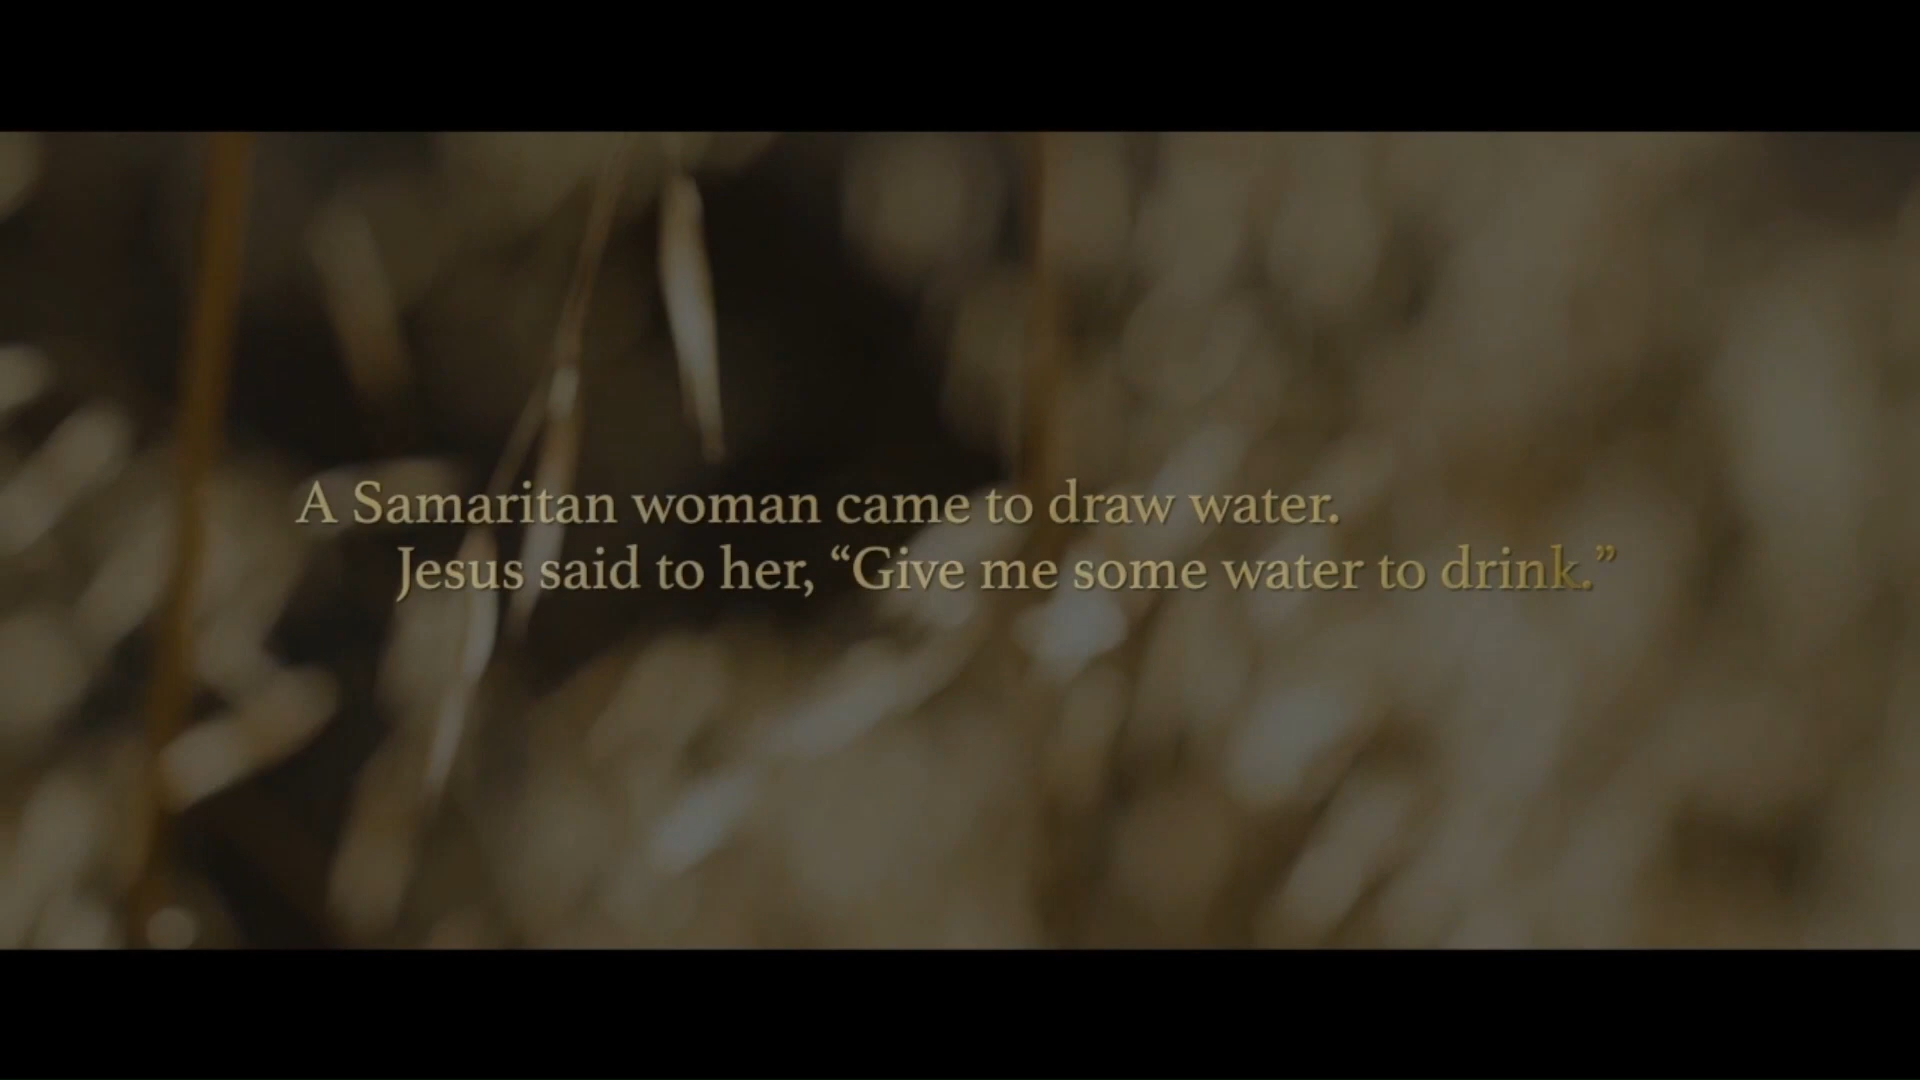 A Samaritan woman came to draw water.
Jesus said to her, “Give me some water to drink.”